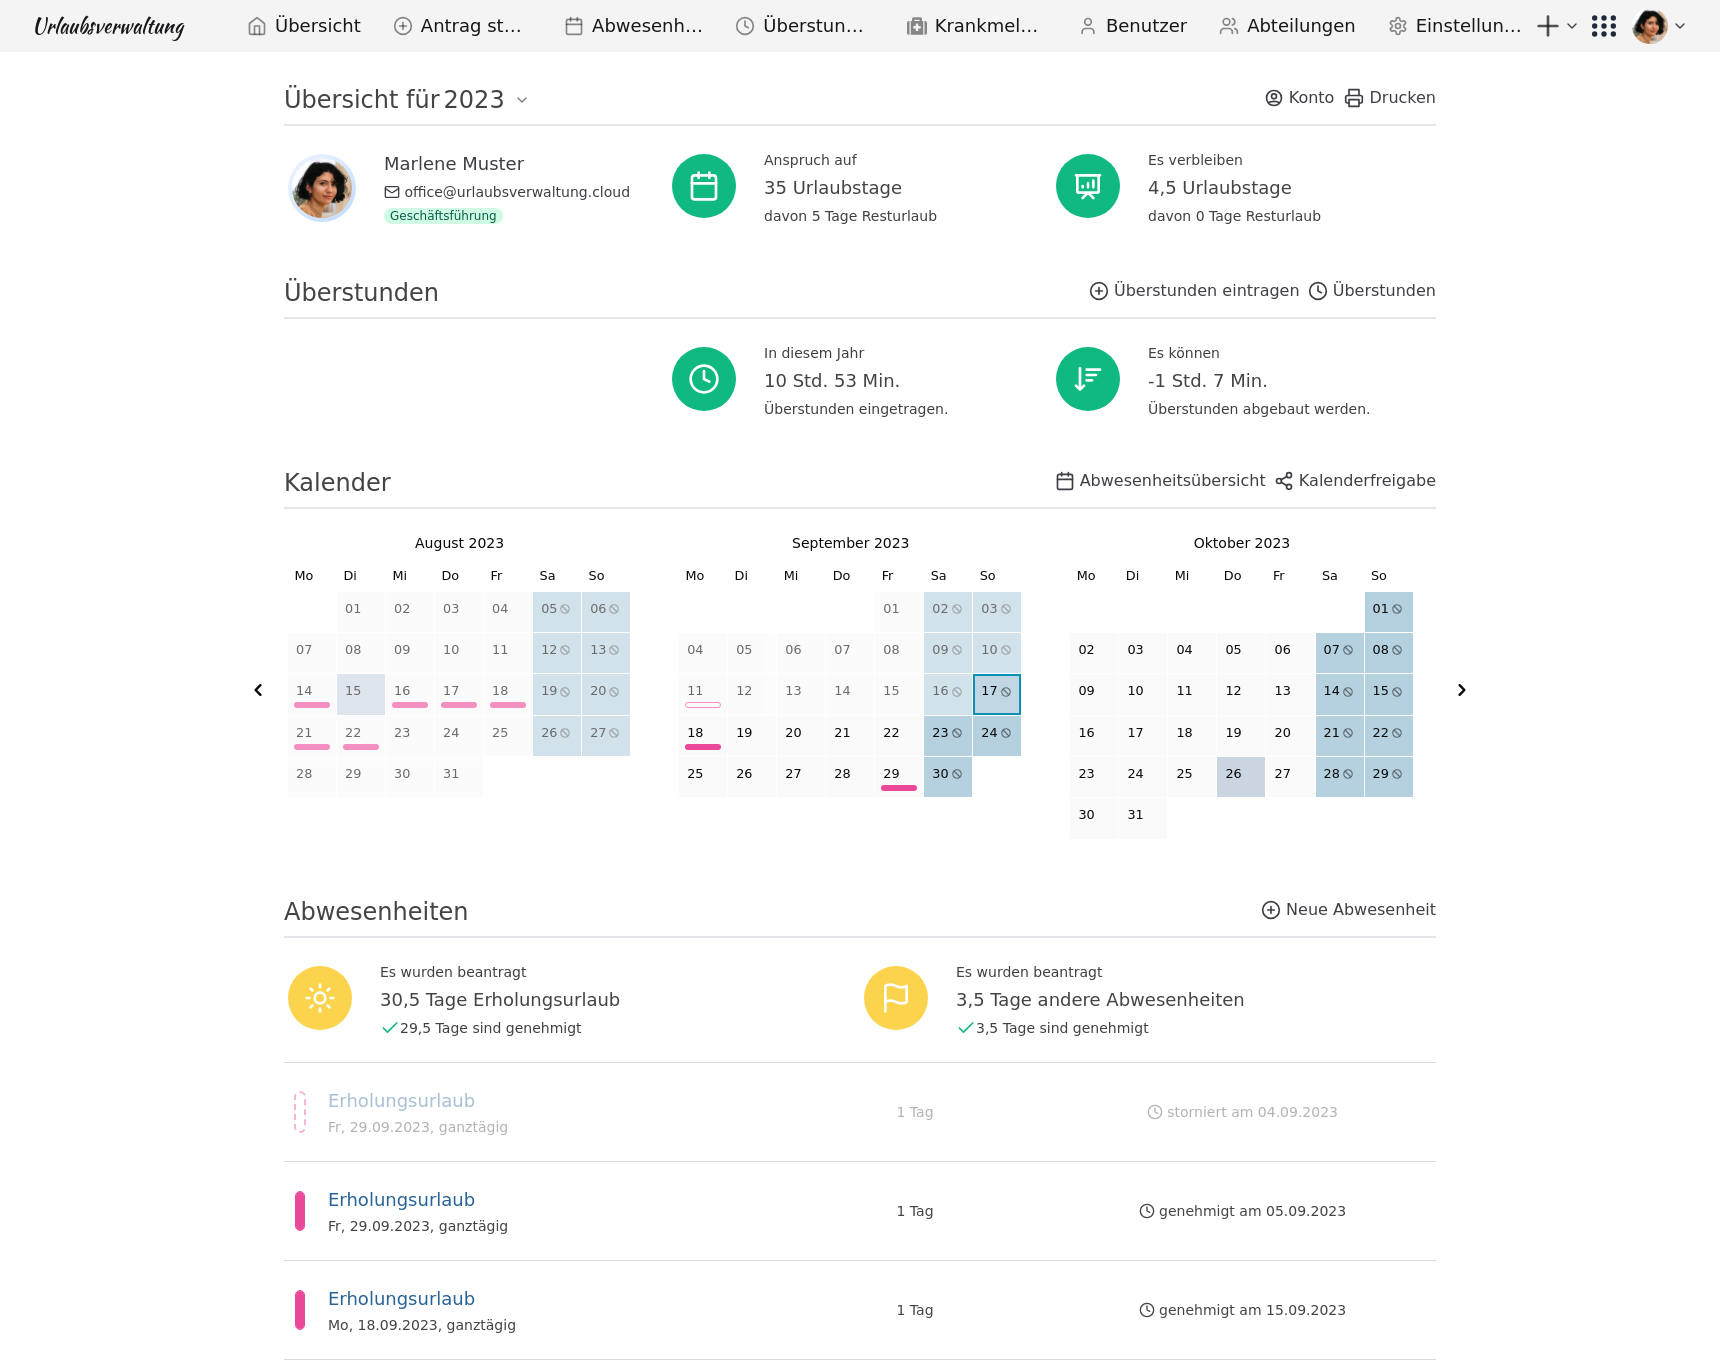 Urlaubsverwaltung Übersicht Antrag st... Abwesenh... Überstun... Krankmel... Benutzer Abteilungen Einstellun...
Übersicht für 2023 Konto Drucken
Marlene Muster
office@urlaubsverwaltung.cloud
Geschäftsführung
Anspruch auf
35 Urlaubstage
davon 5 Tage Resturlaub
Es verbleiben
4,5 Urlaubstage
davon 0 Tage Resturlaub
Überstunden Überstunden eintragen Überstunden
In diesem Jahr
10 Std. 53 Min.
Überstunden eingetragen.
Es können
-1 Std. 7 Min.
Überstunden abgebaut werden.
Kalender Abwesenheitsübersicht Kalenderfreigabe
August 2023
Mo Di Mi Do Fr Sa So
01 02 03 04 05 06
07 08 09 10 11 12 13
14 15 16 17 18 19 20
21 22 23 24 25 26 27
28 29 30 31
September 2023
Mo Di Mi Do Fr Sa So
01 02 03
04 05 06 07 08 09 10
11 12 13 14 15 16 17
18 19 20 21 22 23 24
25 26 27 28 29 30
Oktober 2023
Mo Di Mi Do Fr Sa So
01
02 03 04 05 06 07 08
09 10 11 12 13 14 15
16 17 18 19 20 21 22
23 24 25 26 27 28 29
30 31
Abwesenheiten Neue Abwesenheit
Es wurden beantragt
30,5 Tage Erholungsurlaub
29,5 Tage sind genehmigt
Es wurden beantragt
3,5 Tage andere Abwesenheiten
3,5 Tage sind genehmigt
Erholungsurlaub
Fr, 29.09.2023, ganztägig
1 Tag
storniert am 04.09.2023
Erholungsurlaub
Fr, 29.09.2023, ganztägig
1 Tag
genehmigt am 05.09.2023
Erholungsurlaub
Mo, 18.09.2023, ganztägig
1 Tag
genehmigt am 15.09.2023